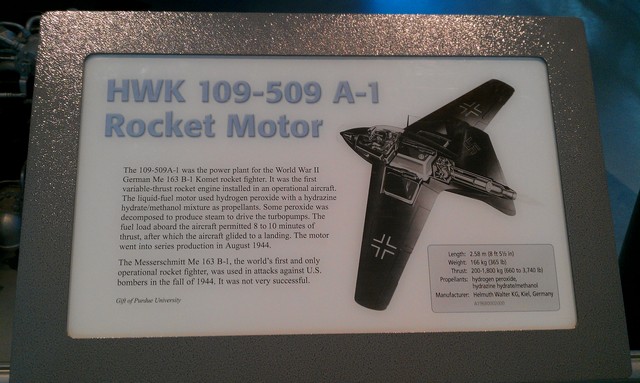 HWK 109-509 A-1
Rocket Motor
The 109-509A-1 was the power plant for the World War II
German Me 163 B-1 Komet rocket fighter. It was the first
variable-thrust rocket engine installed in an operational aircraft.
The liquid-fuel motor used hydrogen peroxide with a hydrazine
hydrate/methanol mixture as propellants. Some peroxide was
decomposed to produce steam to drive the turbopumps. The
fuel load aboard the aircraft permitted 8 to 10 minutes of
thrust, after which the aircraft glided to a landing. The motor
went into series production in August 1944.
The Messerschmitt Me 163 B-1, the world's first and only
operational rocket fighter, was used in attacks against U.S.
bombers in the fall of 1944. It was not very successful.
Gift of Purdue University
Length: 2.58 m (8 ft 5½ in)
Weight: 166 kg (365 lb)
Thrust: 200-1,800 kg (660 to 3,740 lb)
Propellants: hydrogen peroxide,
hydrazine hydrate/methanol
Manufacturer: Helmuth Walter KG, Kiel, Germany